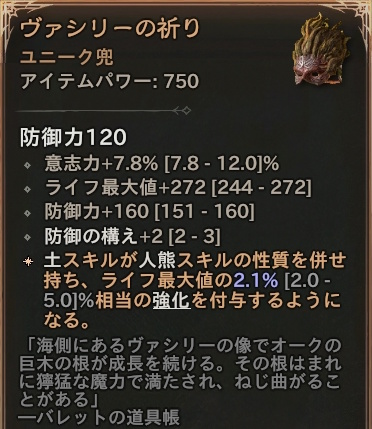 ヴァシリーの祈り
ユニーク兜
アイテムパワー: 750
防御力120
意志力+7.8% [7.8 - 12.0]%
ライフ最大値+272 [244 - 272]
防御力+160 [151 - 160]
防御の構え+2 [2 - 3]
土スキルが人熊スキルの性質を併せ
持ち、ライフ最大値の2.1% [2.0 -
5.0]%相当の強化を付与するように
なる。
「海側にあるヴァシリーの像でオークの
巨木の根が成長を続ける。その根はまれ
に獰猛な魔力で満たされ、ねじ曲がるこ
とがある」
―バレットの道具帳